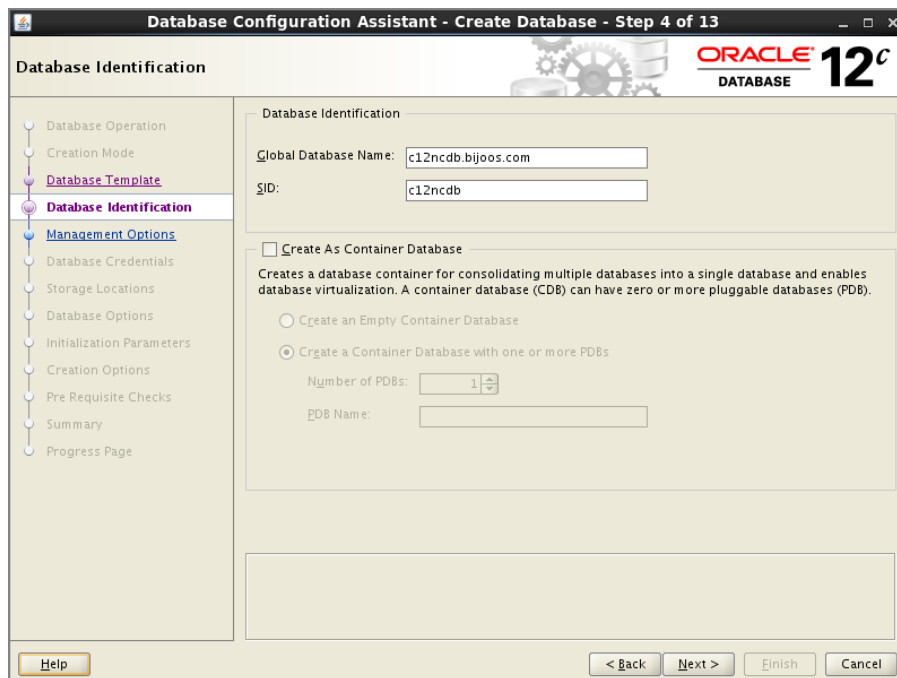 Database Configuration Assistant - Create Database - Step 4 of 13
Database Identification
ORACLE
DATABASE
12c
Database Operation
Creation Mode
Database Template
Database Identification
Management Options
Database Credentials
Storage Locations
Database Options
Initialization Parameters
Creation Options
Pre Requisite Checks
Summary
Progress Page
Database Identification
Global Database Name: c12ncdb.bijoos.com
SID: c12ncdb
Create As Container Database
Creates a database container for consolidating multiple databases into a single database and enables
database virtualization. A container database (CDB) can have zero or more pluggable databases (PDB).
Create an Empty Container Database
Create a Container Database with one or more PDBs
Number of PDBs: 1
PDB Name:
Help
< Back
Next >
Finish
Cancel